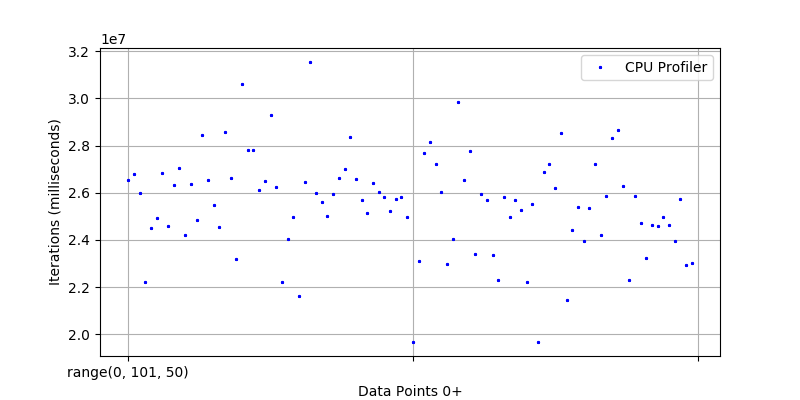 1e7
3.2
3.0
2.8
2.6
2.4
2.2
2.0
Iterations (milliseconds)
CPU Profiler
range(0, 101, 50)
Data Points 0+